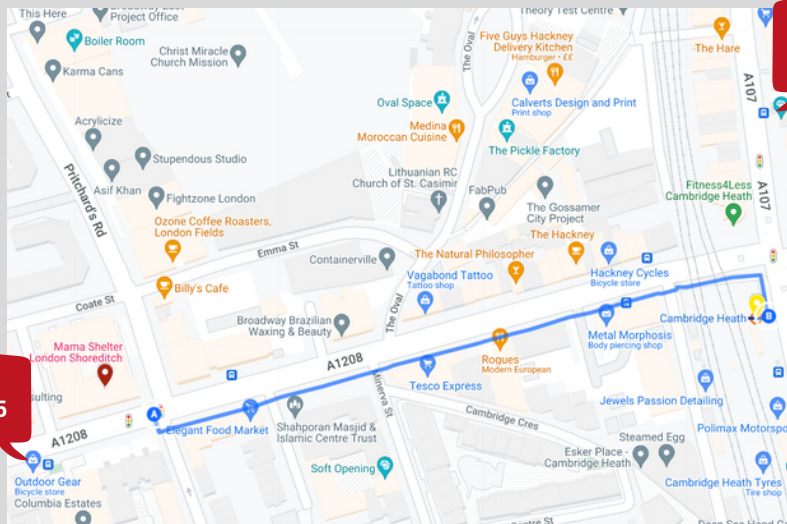 This Here
Broadway East
Project Office
Theory Test Centre
Boiler Room
Christ Miracle
Church Mission
The Oval
Five Guys Hackney
Delivery Kitchen
Hamburger • ££
The Hare
Karma Cans
A107
Oval Space
Calverts Design and Print
Print shop
Acrylicize
Medina
Moroccan Cuisine
The Pickle Factory
Stupendous Studio
Pritchard's Rd
Asif Khan
Lithuanian RC
Church of St. Casimir
FabPub
Fitness4Less
Cambridge Heath
A107
Fightzone London
The Gossamer
City Project
Ozone Coffee Roasters,
London Fields
Emma St
The Hackney
Containerville
The Natural Philosopher
Vagabond Tattoo
Tattoo shop
Hackney Cycles
Bicycle store
Billy's Cafe
Coate St
The Oval
Broadway Brazilian
Waxing & Beauty
Cambridge Heath
B
Metal Morphosis
Body piercing shop
Mama Shelter
London Shoreditch
A1208
Rogues
Modern European
Minerva St
Tesco Express
sulting
Jewels Passion Detailing
5
A
Elegant Food Market
Cambridge Cres
Shahporan Masjid &
Islamic Centre Trust
Polimax Motorspo
A1208
Steamed Egg
Esker Place -
Cambridge Heath
Soft Opening
Outdoor Gear
Bicycle store
Cambridge Heath Tyres
Tire shop
Columbia Estates